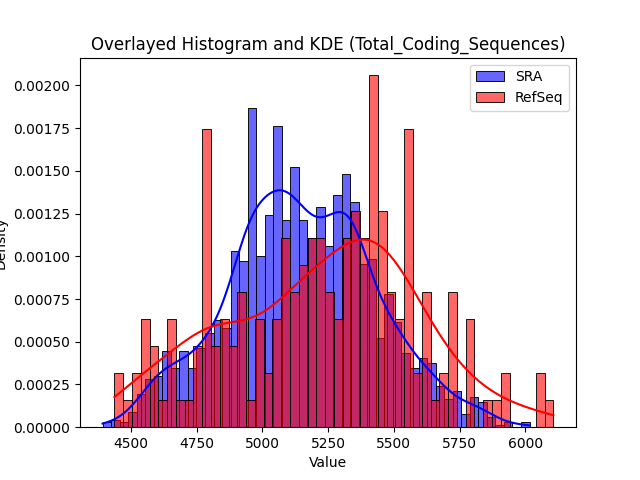 Overlayed Histogram and KDE (Total_Coding_Sequences)
SRA
RefSeq
0.00200
0.00175
0.00150
0.00125
0.00100
0.00075
0.00050
0.00025
0.00000
Density
4500 4750 5000 5250 5500 5750 6000
Value